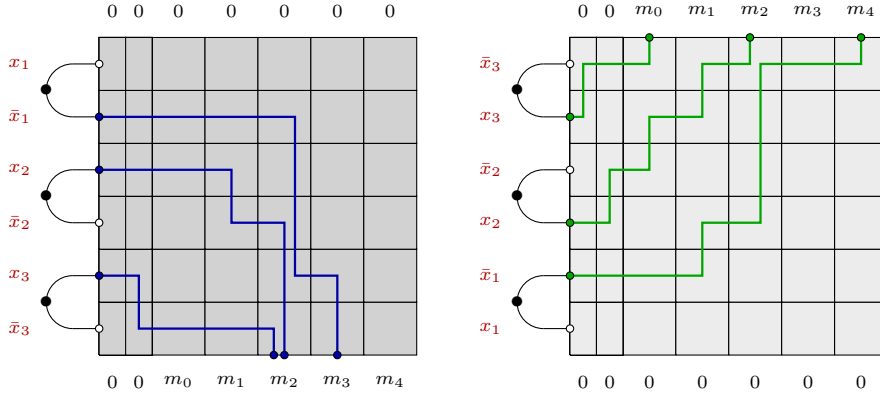 0 0 0 0 0 0 0
x₁
x̄₁
x₂
x̄₂
x₃
x̄₃
0 0 m₀ m₁ m₂ m₃ m₄
0 0 m₀ m₁ m₂ m₃ m₄
x̄₃
x₃
x̄₂
x₂
x̄₁
x₁
0 0 0 0 0 0 0